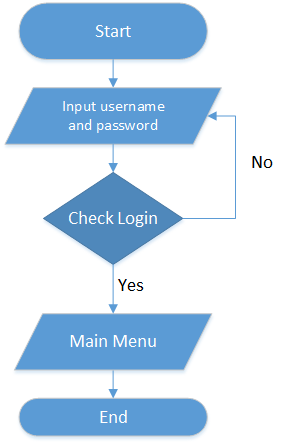 Start
Input username
and password
No
Check Login
Yes
Main Menu
End